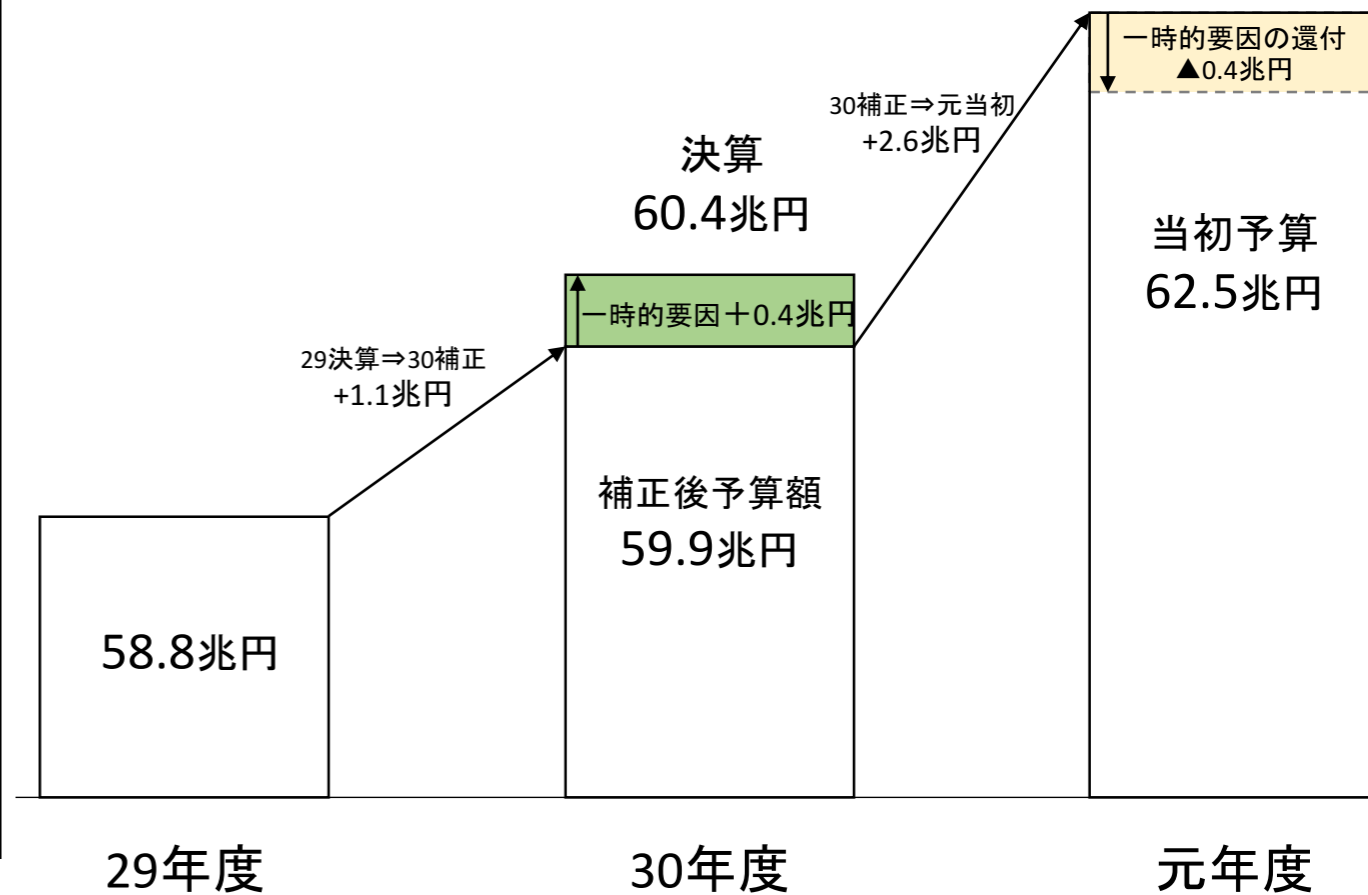 一時的要因の還付
▲0.4兆円
30補正⇒元当初
+2.6兆円
決算
60.4兆円
当初予算
62.5兆円
一時的要因＋0.4兆円
29決算⇒30補正
+1.1兆円
補正後予算額
59.9兆円
58.8兆円
29年度
30年度
元年度